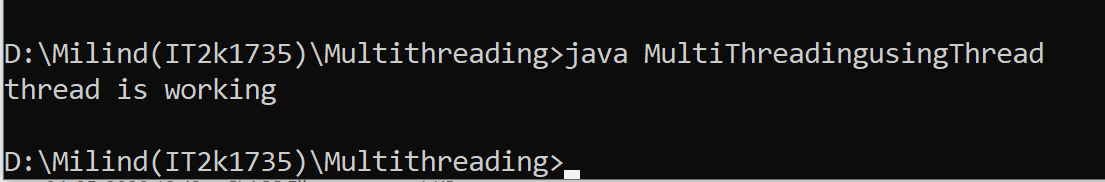 D:\Milind(IT2k1735)\Multithreading>java MultiThreadingusingThread
thread is working
D:\Milind(IT2k1735)\Multithreading>